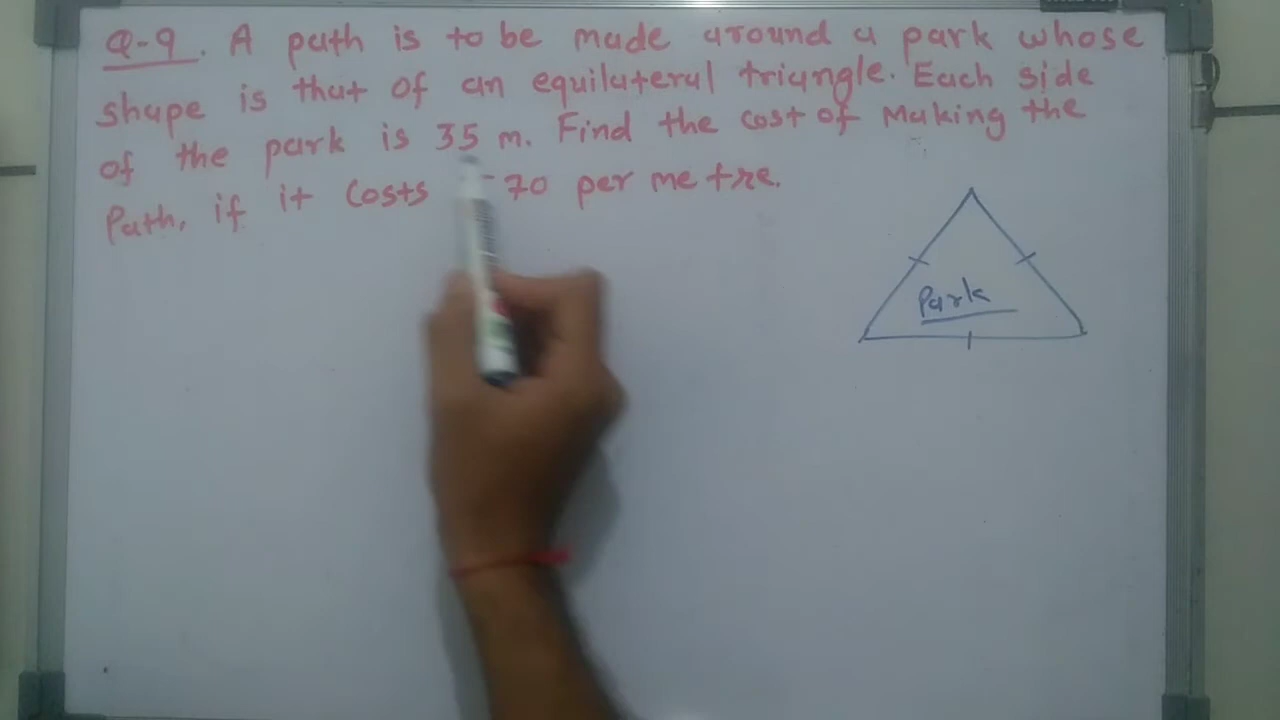 Q-9. A path is to be made around a park whose
shape is that of an equilateral triangle. Each side
of the park is 35 m. Find the cost of Making the
Path, if it Costs 70 per metre.
Park